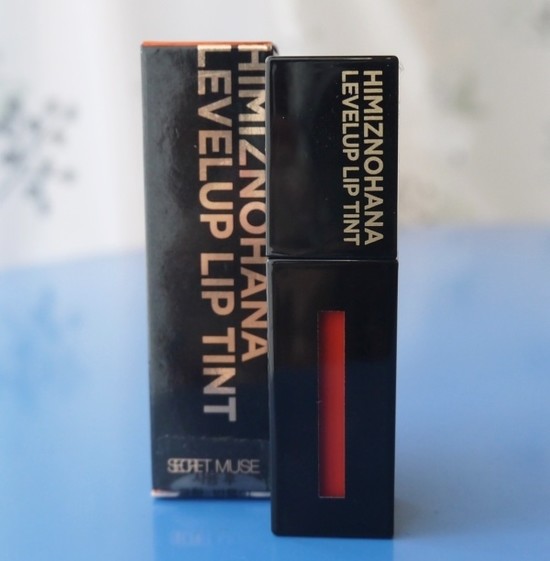 HIMIZNOHANA
LEVELUP LIP TINT
SECRET MUSE
HIMIZNOHANA
LEVELUP LIP TINT